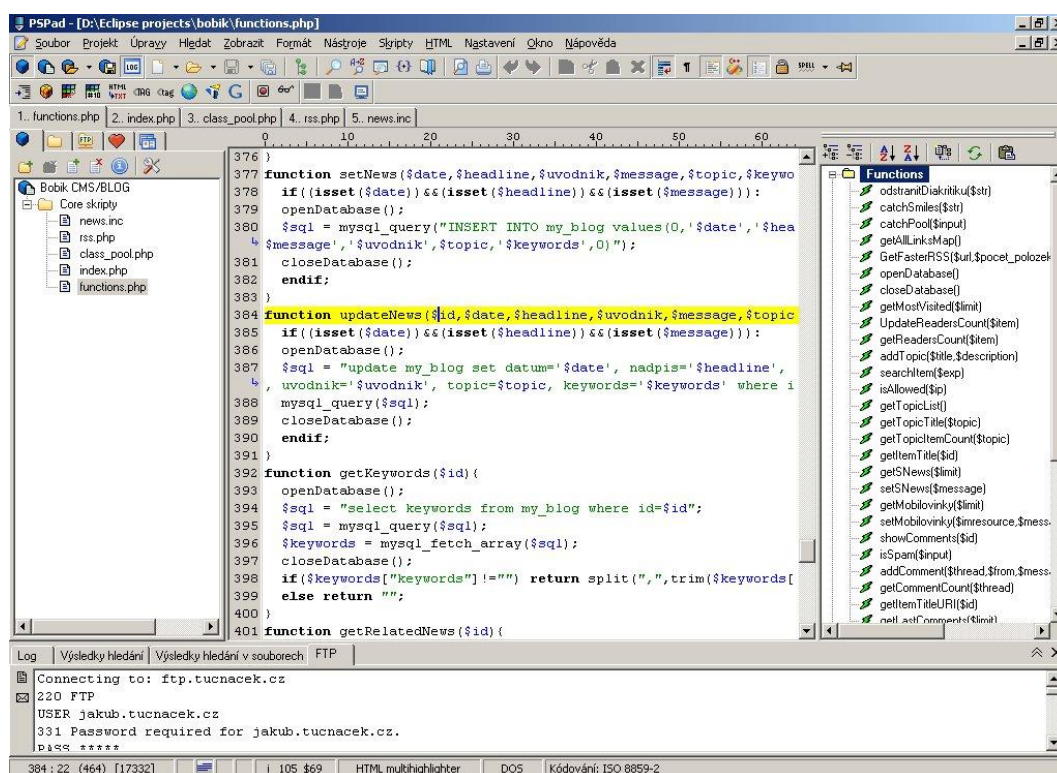 PSPad - [D:\Eclipse projects\bobik\functions.php]
Soubor Projekt Úpravy Hledat Zobrazit Formát Nástroje Skripty HTML Nastavení Okno Nápověda
1.. functions.php 2.. index.php 3.. class_pool.php 4.. rss.php 5.. news.inc
Bobik CMS/BLOG
Core skripty
news.inc
rss.php
class_pool.php
index.php
functions.php
0 10 20 30 40 50 60
376 }
377 function setNews($date,$headline,$uvodnik,$message,$topic,$keywo
378 if((isset($date))&&(isset($headline))&&(isset($message))):
379 openDatabase();
380 $sql = mysql_query("INSERT INTO my_blog values(0,'$date','$hea
$message','$uvodnik',$topic,'$keywords',0)");
381 closeDatabase();
382 endif;
383 }
384 function updateNews($id,$date,$headline,$uvodnik,$message,$topic
385 if((isset($date))&&(isset($headline))&&(isset($message))):
386 openDatabase();
387 $sql = "update my_blog set datum='$date', nadpis='$headline',
, uvodnik='$uvodnik', topic=$topic, keywords='$keywords' where i
388 mysql_query($sql);
389 closeDatabase();
390 endif;
391 }
392 function getKeywords($id){
393 openDatabase();
394 $sql = "select keywords from my_blog where id=$id";
395 $sql = mysql_query($sql);
396 $keywords = mysql_fetch_array($sql);
397 closeDatabase();
398 if($keywords["keywords"]!="") return split(",",trim($keywords[
399 else return "";
400 }
401 function getRelatedNews($id){
Functions
odstranitDiakritiku($str)
catchSmiles($str)
catchPool($input)
getAllLinksMap()
GetFasterRSS($url,$pocet_polozek
openDatabase()
closeDatabase()
getMostVisited($limit)
UpdateReadersCount($item)
getReadersCount($item)
addTopic($title,$description)
searchItem($exp)
isAllowed($ip)
getTopicList()
getTopicTitle($topic)
getTopicItemCount($topic)
getItemTitle($id)
getSNews($limit)
setSNews($message)
getMobilovinky($limit)
setMobilovinky($imresource,$mess
showComments($id)
isSpam($input)
addComment($thread,$from,$mess
getCommentCount($thread)
getItemTitleURI($id)
getLastComments($limit)
Log Výsledky hledání Výsledky hledání v souborech FTP
Connecting to: ftp.tucnacek.cz
220 FTP
USER jakub.tucnacek.cz
331 Password required for jakub.tucnacek.cz.
PASS *****
384 : 22 (464) [17332] i 105 $69 HTML multihighlighter DOS Kódování: ISO 8859-2